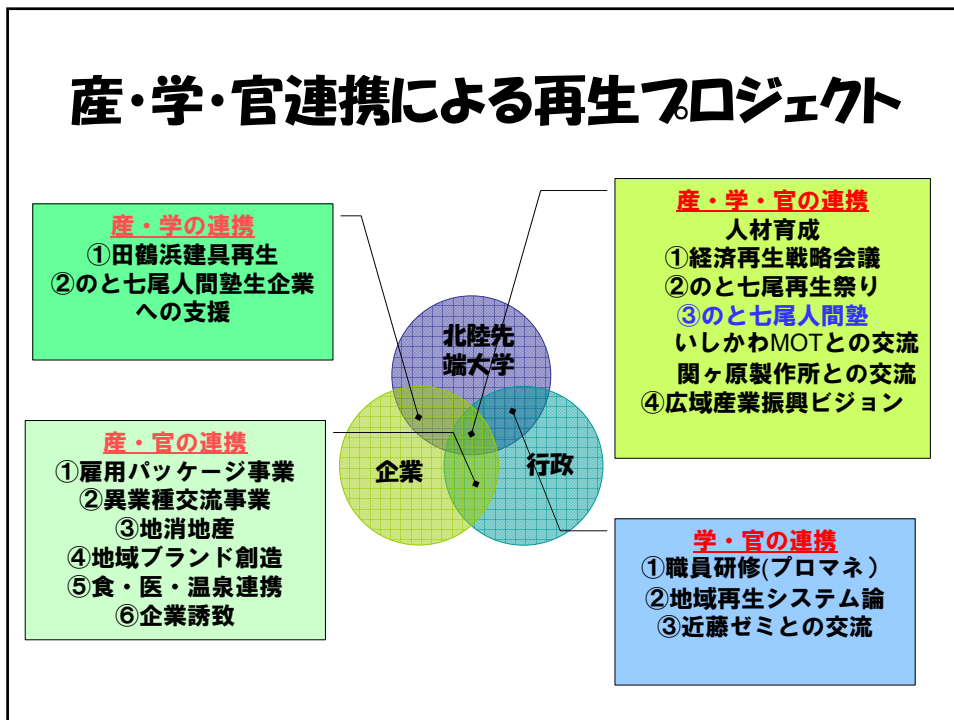 産・学・官連携による再生プロジェクト
産・学の連携
①田鶴浜建具再生
②のと七尾人間塾生企業
への支援
産・学・官の連携
人材育成
①経済再生戦略会議
②のと七尾再生祭り
③のと七尾人間塾
いしかわMOTとの交流
関ヶ原製作所との交流
④広域産業振興ビジョン
北陸先
端大学
企業
行政
産・官の連携
①雇用パッケージ事業
②異業種交流事業
③地消地産
④地域ブランド創造
⑤食・医・温泉連携
⑥企業誘致
学・官の連携
①職員研修(プロマネ）
②地域再生システム論
③近藤ゼミとの交流